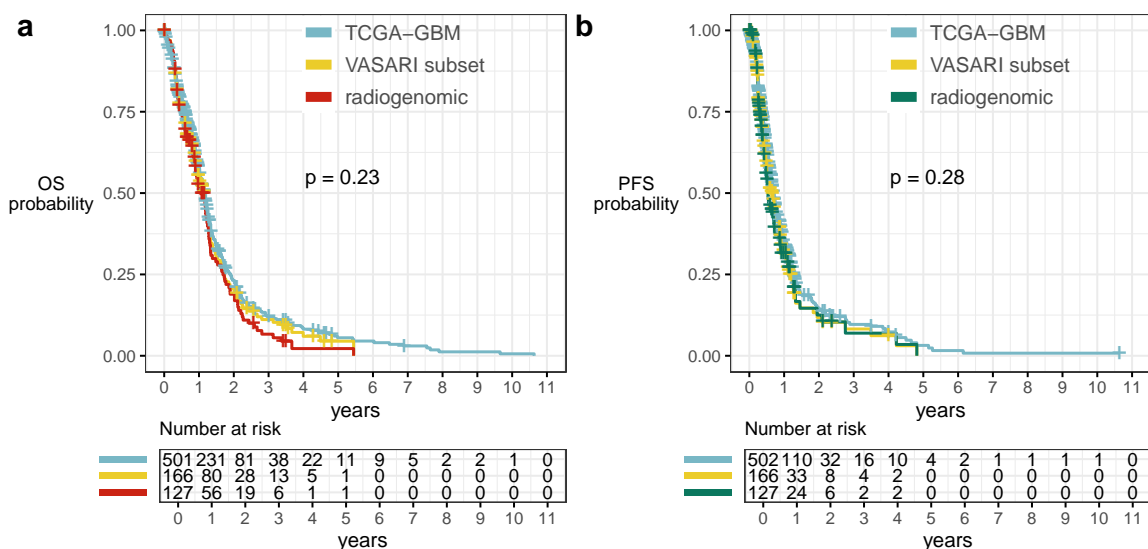 a
1.00
0.75
0.50
0.25
0.00
OS
probability
TCGA−GBM
VASARI subset
radiogenomic
p = 0.23
0 1 2 3 4 5 6 7 8 9 10 11
years
Number at risk
501 231 81 38 22 11 9 5 2 2 1 0
166 80 28 13 5 1 0 0 0 0 0 0
127 56 19 6 1 1 0 0 0 0 0 0
0 1 2 3 4 5 6 7 8 9 10 11
years
b
1.00
0.75
0.50
0.25
0.00
PFS
probability
TCGA−GBM
VASARI subset
radiogenomic
p = 0.28
0 1 2 3 4 5 6 7 8 9 10 11
years
Number at risk
502 110 32 16 10 4 2 1 1 1 1 0
166 33 8 4 2 0 0 0 0 0 0 0
127 24 6 2 2 0 0 0 0 0 0 0
0 1 2 3 4 5 6 7 8 9 10 11
years